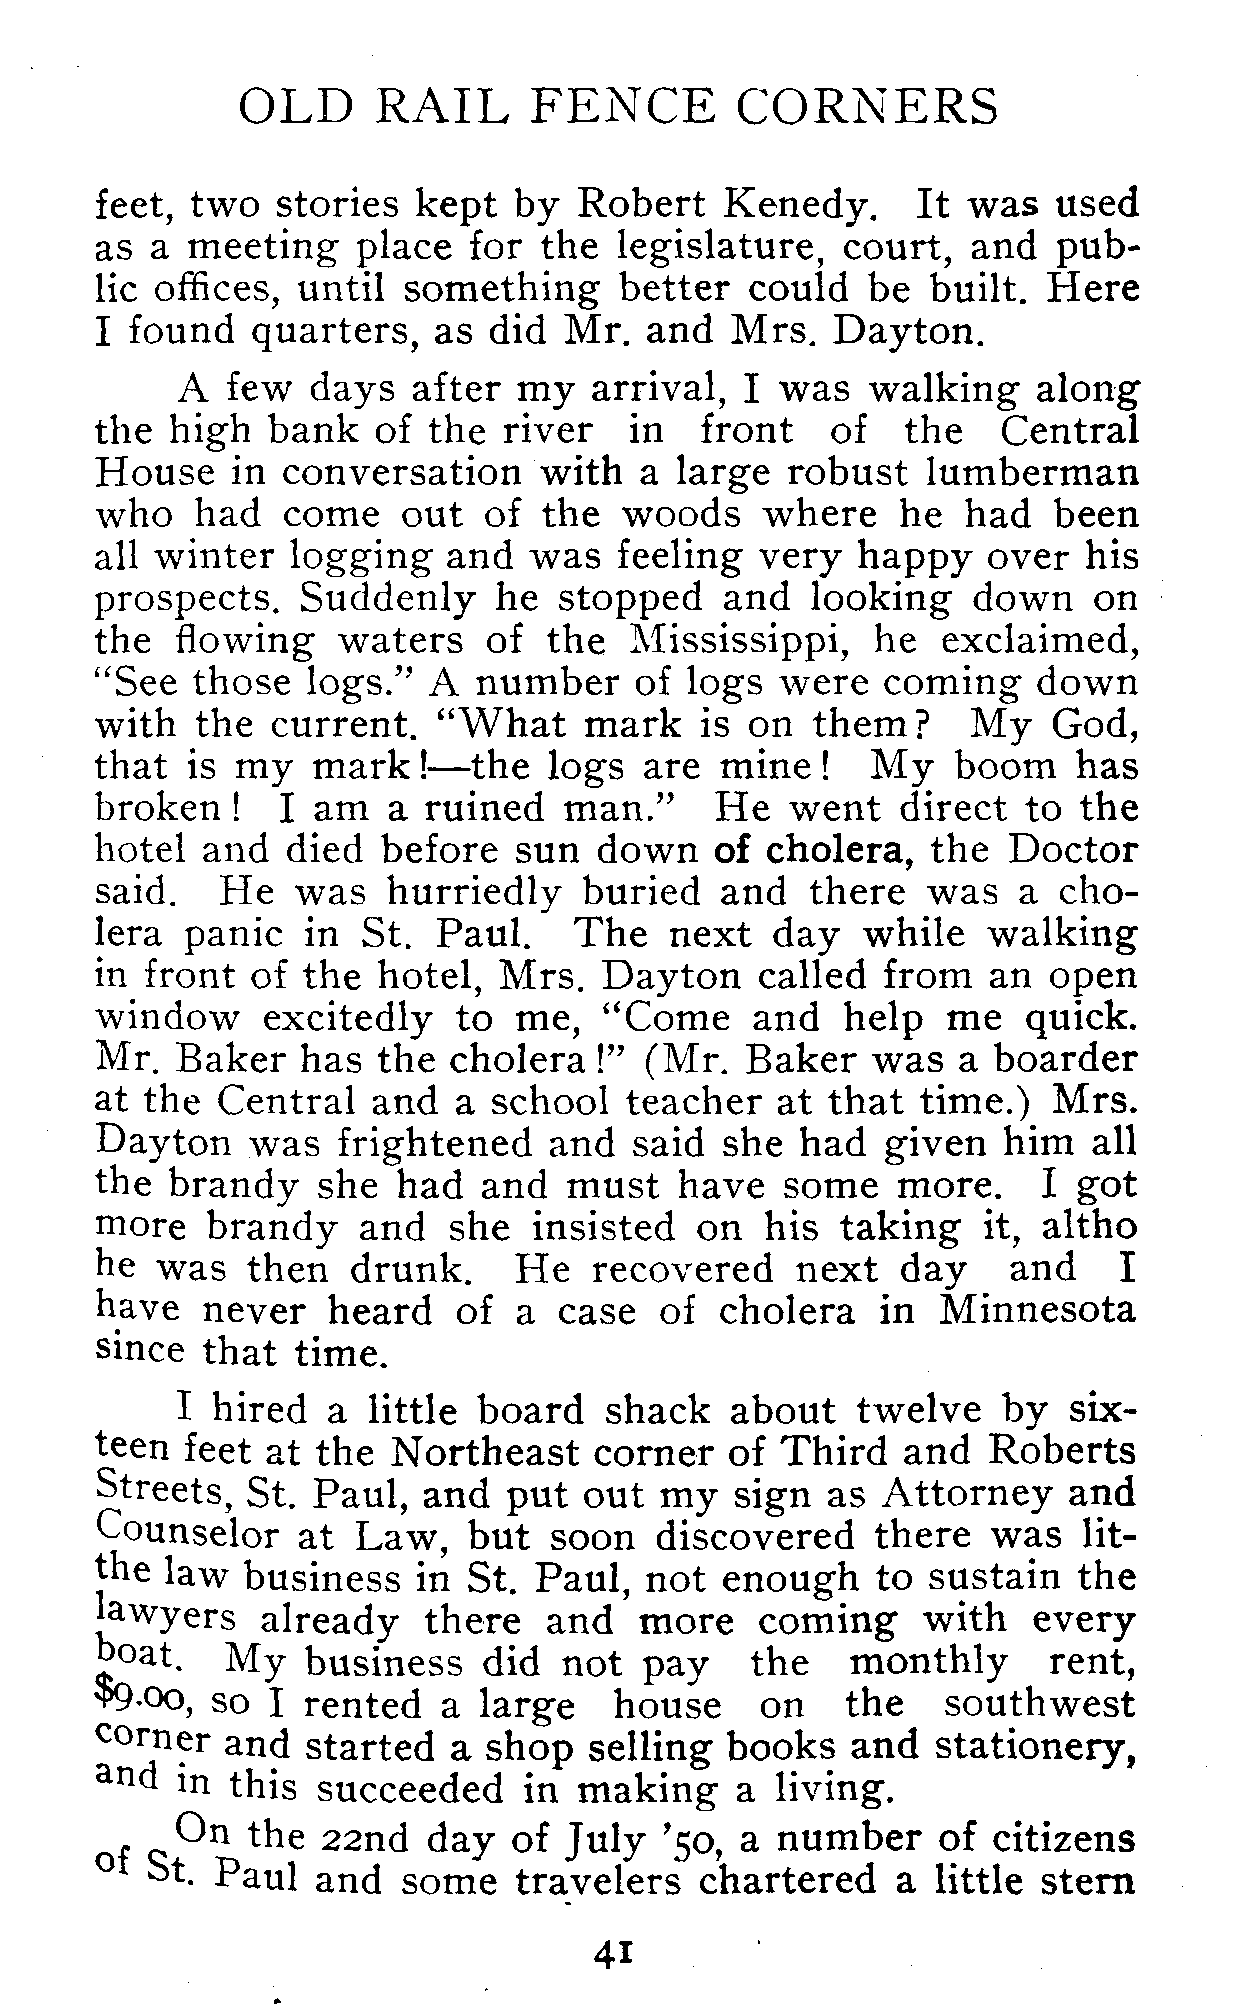 OLD RAIL FENCE CORNERS
feet, two stories kept by Robert Kenedy. It was used
as a meeting place for the legislature, court, and pub-
lic offices, until something better could be built. Here
I found quarters, as did Mr. and Mrs. Dayton.
A few days after my arrival, I was walking along
the high bank of the river in front of the Central
House in conversation with a large robust lumberman
who had come out of the woods where he had been
all winter logging and was feeling very happy over his
prospects. Suddenly he stopped and looking down on
the flowing waters of the Mississippi, he exclaimed,
"See those logs." A number of logs were coming down
with the current. "What mark is on them? My God,
that is my mark!—the logs are mine! My boom has
broken! I am a ruined man." He went direct to the
hotel and died before sun down of cholera, the Doctor
said. He was hurriedly buried and there was a cho-
lera panic in St. Paul. The next day while walking
in front of the hotel, Mrs. Dayton called from an open
window excitedly to me, "Come and help me quick.
Mr. Baker has the cholera!" (Mr. Baker was a boarder
at the Central and a school teacher at that time.) Mrs.
Dayton was frightened and said she had given him all
the brandy she had and must have some more. I got
more brandy and she insisted on his taking it, altho
he was then drunk. He recovered next day and I
have never heard of a case of cholera in Minnesota
since that time.
I hired a little board shack about twelve by six-
teen feet at the Northeast corner of Third and Roberts
Streets, St. Paul, and put out my sign as Attorney and
Counselor at Law, but soon discovered there was lit-
the law business in St. Paul, not enough to sustain the
lawyers already there and more coming with every
boat. My business did not pay the monthly rent,
$9.00, so I rented a large house on the southwest
corner and started a shop selling books and stationery,
and in this succeeded in making a living.
On the 22nd day of July '50, a number of citizens
of St. Paul and some travelers chartered a little stern
41